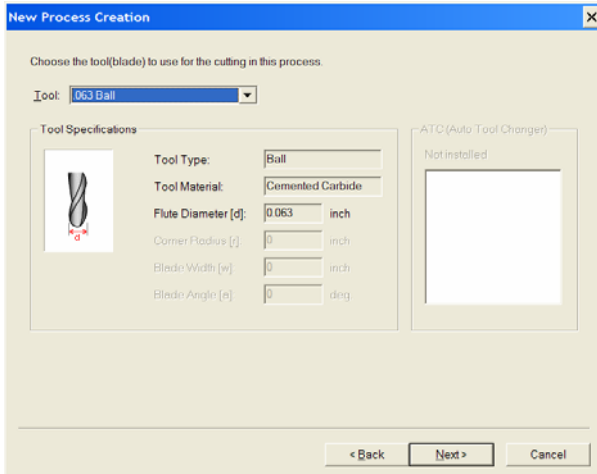 New Process Creation
Choose the tool(blade) to use for the cutting in this process.
Tool: .063 Ball
Tool Specifications
ATC (Auto Tool Changer)
Not installed
Tool Type: Ball
Tool Material: Cemented Carbide
Flute Diameter [d]: 0.063 inch
Corner Radius [r]: 0 inch
Blade Width [w] 0 inch
Blade Angle [a] 0 deg
d
< Back Next > Cancel